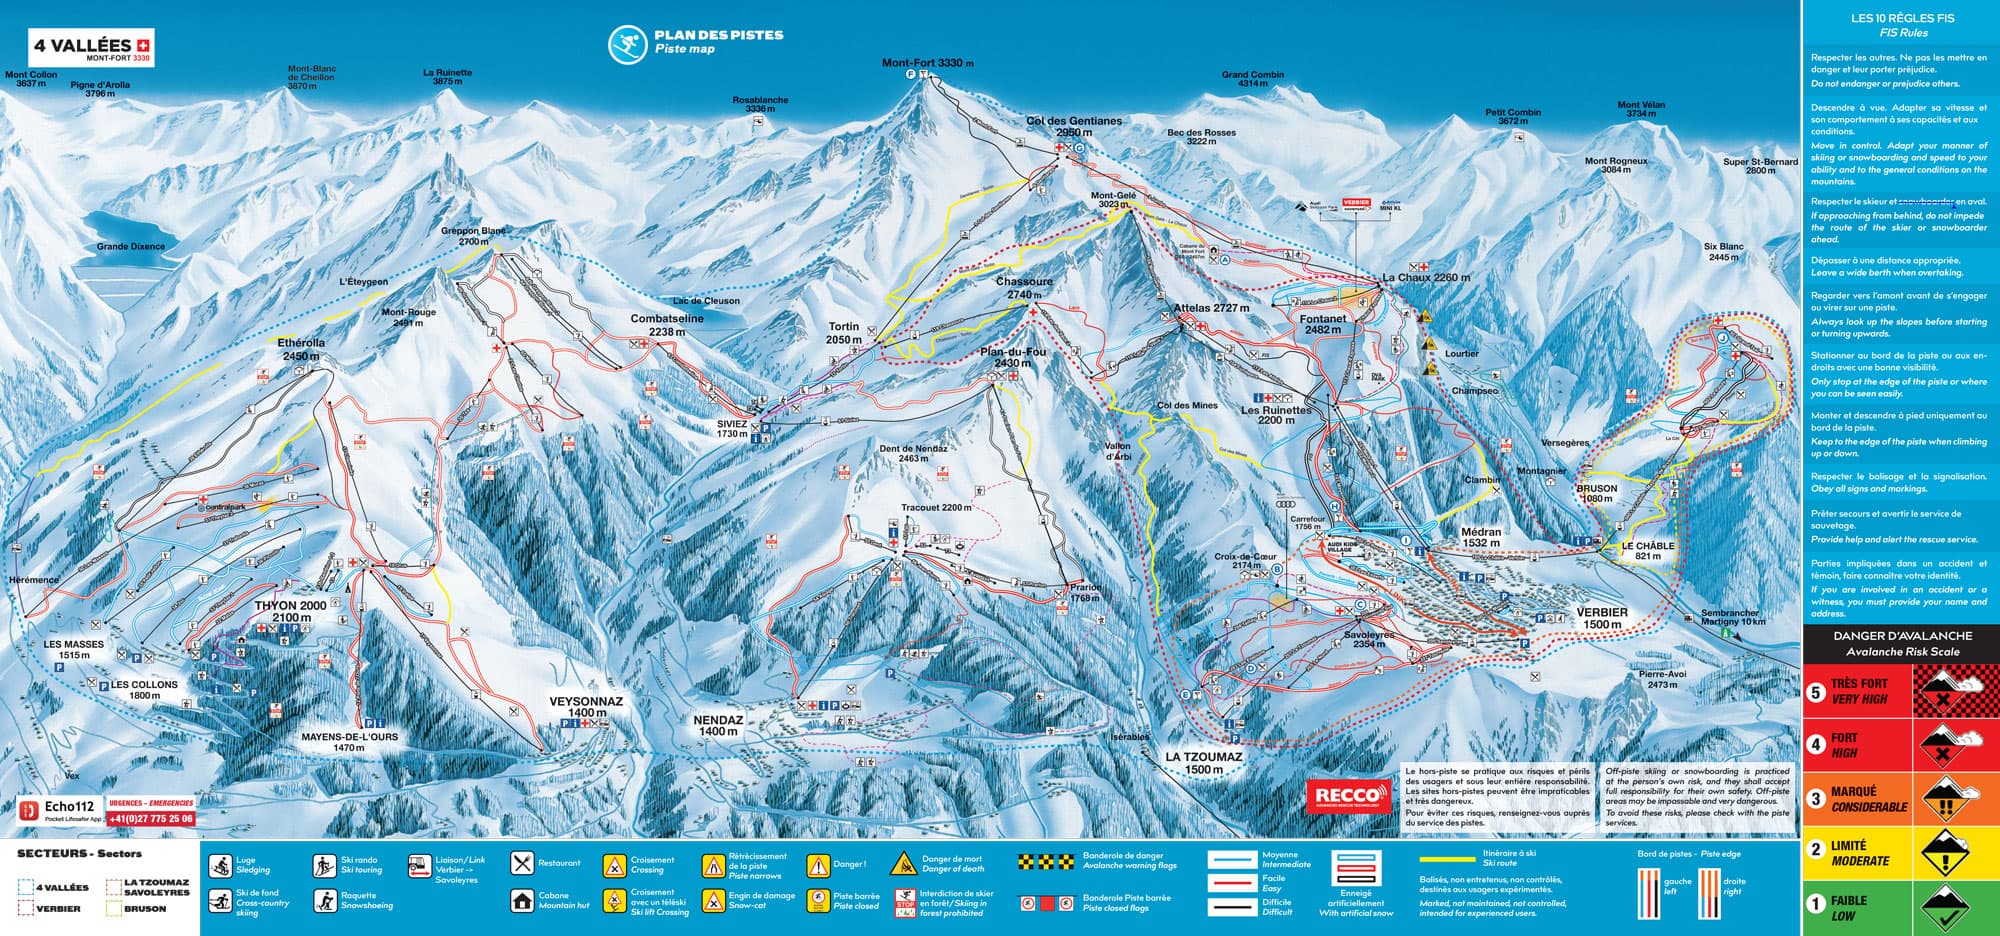 4 VALLÉES
MONT-FORT 3330
PLAN DES PISTES
Piste map
Mont Collon
3637 m
Pigne d'Arolla
3796 m
Mont-Blanc
de Cheillon
3870 m
La Ruinette
3875 m
Rosablanche
3336 m
Mont-Fort 3330 m
Col des Gentianes
2950 m
Grand Combin
4314 m
Bec des Rosses
3222 m
Petit Combin
3672 m
Mont Vélan
3734 m
Mont Rogneux
3084 m
Super St-Bernard
2800 m
Mont-Gelé
3023 m
VERBIER
MINI KL
Grande Dixence
Greppon Blanc
2700 m
L'Éteygeon
Mont-Rouge
2491 m
Lac de Cleuson
Combatseline
2238 m
Tortin
2050 m
Chassoure
2740 m
Attelas 2727 m
La Chaux 2260 m
Fontanet
2482 m
Six Blanc
2445 m
Ethérolla
2450 m
Plan-du-Fou
2430 m
Lourtier
Champsec
SIVIEZ
1730 m
Col des Mines
Les Ruinettes
2200 m
Versegères
Dent de Nendaz
2463 m
Vallon
d'Arbi
Col des Mines
Clambin
Montagnier
BRUSON
1080 m
centralpark
Tracouet 2200 m
Carrefour
1756 m
Médran
1532 m
AUDI KIDS
VILLAGE
LE CHÂBLE
821 m
Croix-de-Cœur
2174 m
Hérémence
Prarion
1768 m
LINK
THYON 2000
2100 m
VERBIER
1500 m
Sembrancher
Martigny 10 km
LES MASSES
1515 m
Savoleyres
2354 m
LES COLLONS
1800 m
Pierre-Avoi
2473 m
VEYSONNAZ
1400 m
NENDAZ
1400 m
MAYENS-DE-L'OURS
1470 m
Isérables
LA TZOUMAZ
1500 m
Vex
Echo112
Pocket Lifesaver App
URGENCES - EMERGENCIES
+41(0)27 775 25 06
RECCO
ADVANCED RESCUE TECHNOLOGY
Le hors-piste se pratique aux risques et périls
des usagers et sous leur entière responsabilité.
Les sites hors-pistes peuvent être impraticables
et très dangereux.
Pour éviter ces risques, renseignez-vous auprès
du service des pistes.
Off-piste skiing or snowboarding is practiced
at the person's own risk, and they shall accept
full responsibility for their own safety. Off-piste
areas may be impassable and very dangerous.
To avoid these risks, please check with the piste
services.
LES 10 RÈGLES FIS
FIS Rules
Respecter les autres. Ne pas les mettre en
danger et leur porter préjudice.
Do not endanger or prejudice others.
Descendre à vue. Adapter sa vitesse et
son comportement à ses capacités et aux
conditions.
Move in control. Adapt your manner of
skiing or snowboarding and speed to your
ability and to the general conditions on the
mountains.
Respecter le skieur et snowboarder en aval.
If approaching from behind, do not impede
the route of the skier or snowboarder
ahead.
Dépasser à une distance appropriée.
Leave a wide berth when overtaking.
Regarder vers l'amont avant de s'engager
ou virer sur une piste.
Always look up the slopes before starting
or turning upwards.
Stationner au bord de la piste ou aux en-
droits avec une bonne visibilité.
Only stop at the edge of the piste or where
you can be seen easily.
Monter et descendre à pied uniquement au
bord de la piste.
Keep to the edge of the piste when climbing
up or down.
Respecter le balisage et la signalisation.
Obey all signs and markings.
Prêter secours et avertir le service de
sauvetage.
Provide help and alert the rescue service.
Parties impliquées dans un accident et
témoin, faire connaître votre identité.
If you are involved in an accident or a
witness, you must provide your name and
address.
DANGER D'AVALANCHE
Avalanche Risk Scale
5 TRÈS FORT
VERY HIGH
4 FORT
HIGH
3 MARQUÉ
CONSIDERABLE
2 LIMITÉ
MODERATE
1 FAIBLE
LOW
SECTEURS - Sectors
4 VALLÉES
VERBIER
LA TZOUMAZ
SAVOLEYRES
BRUSON
Luge
Sledging
Ski de fond
Cross-country
skiing
Ski rando
Ski touring
Raquette
Snowshoeing
Liaison/Link
Verbier ->
Savoleyres
Restaurant
Cabane
Mountain hut
Croisement
Crossing
Croisement
avec un téléski
Ski lift Crossing
Rétrécissement
de la piste
Piste narrows
Engin de damage
Snow-cat
Danger !
Piste barrée
Piste closed
Danger de mort
Danger of death
STOP
Interdiction de skier
en forêt/Skiing in
forest prohibited
Banderole de danger
Avalanche warning flags
Banderole Piste barrée
Piste closed flags
Moyenne
Intermediate
Facile
Easy
Difficile
Difficult
Enneigé
artificiellement
With artificial snow
Itinéraire à ski
Ski route
Balisés, non entretenus, non contrôlés,
destinés aux usagers expérimentés.
Marked, not maintained, not controlled,
intended for experienced users.
Bord de pistes - Piste edge
gauche
left
droite
right